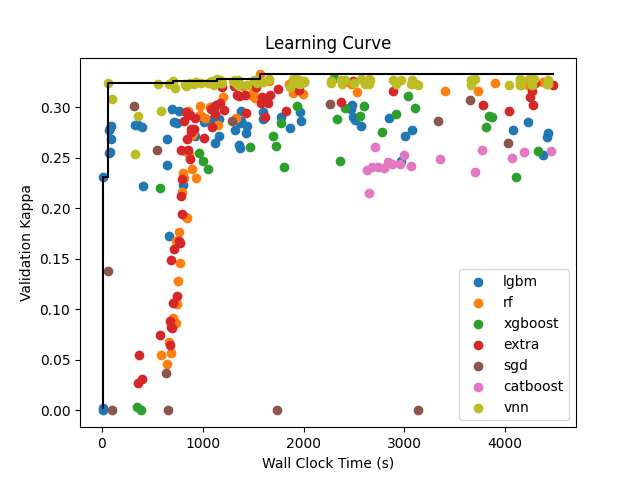 Learning Curve
Validation Kappa
0.30
0.25
0.20
0.15
0.10
0.05
0.00
lgbm
rf
xgboost
extra
sgd
catboost
vnn
0
1000
2000
3000
4000
Wall Clock Time (s)